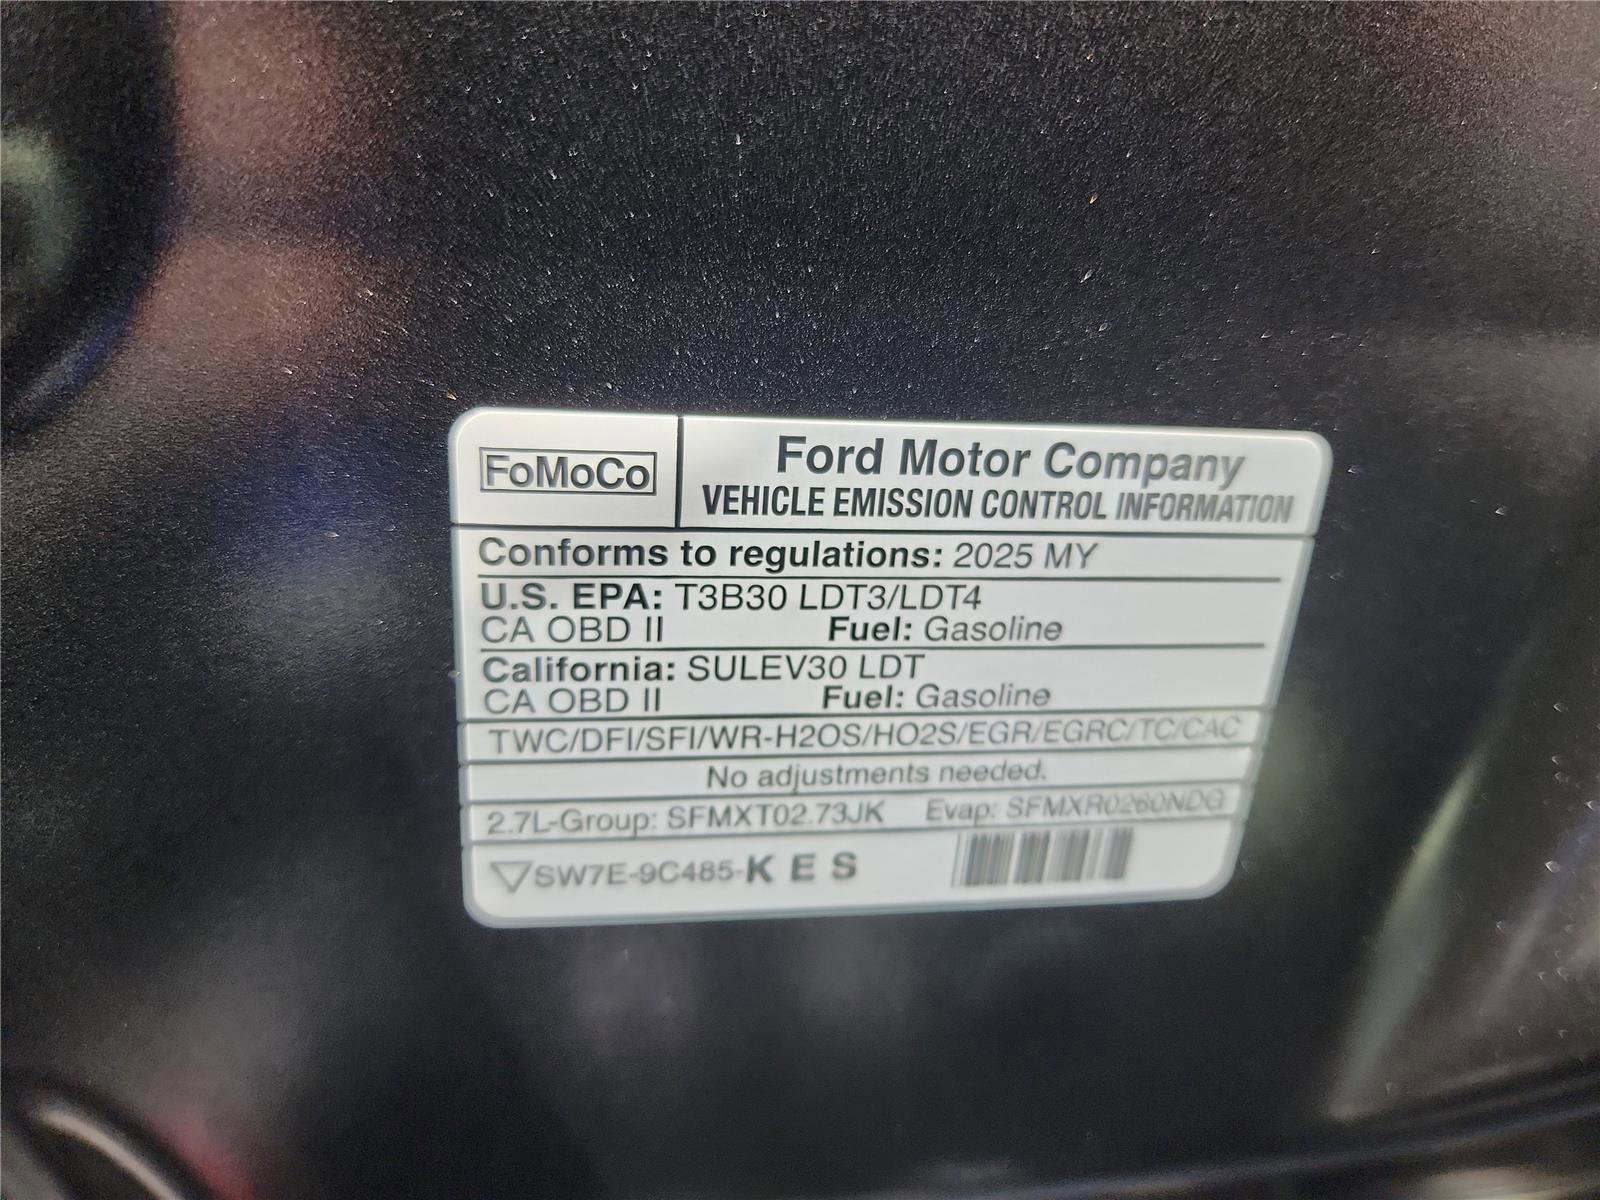 FoMoCo
Ford Motor Company
VEHICLE EMISSION CONTROL INFORMATION
Conforms to regulations: 2025 MY
U.S. EPA: T3B30 LDT3/LDT4
CA OBD II Fuel: Gasoline
California: SULEV30 LDT
CA OBD II Fuel: Gasoline
TWC/DFI/SFI/WR-H2OS/HO2S/EGR/EGRC/TC/CAC
No adjustments needed.
2.7L-Group: SFMXT02.73JK Evap: SFMXR0260NDG
▽SW7E-9C485-K E S